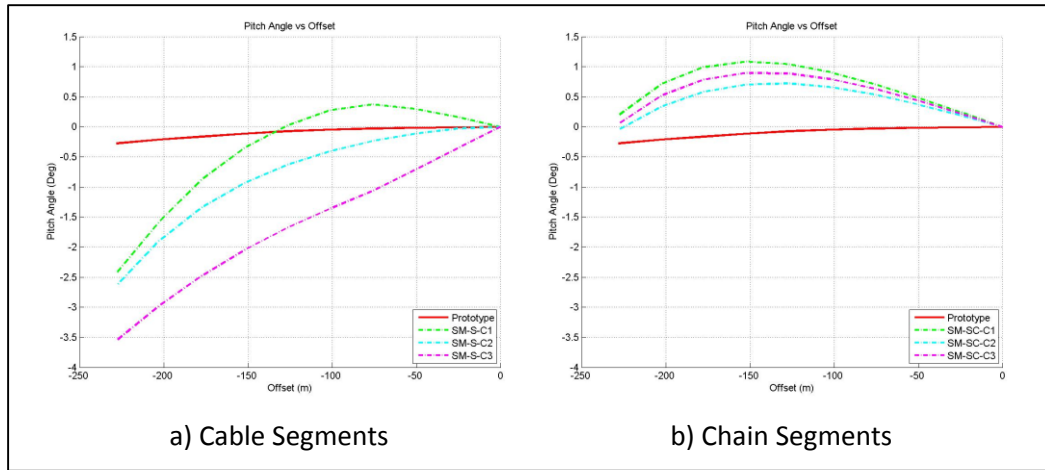 Pitch Angle vs Offset
1.5
1
0.5
0
-0.5
-1
-1.5
-2
-2.5
-3
-3.5
-4
Pitch Angle (Deg)
-250
-200
-150
-100
-50
0
Offset (m)
Prototype
SM-S-C1
SM-S-C2
SM-S-C3
a) Cable Segments
Pitch Angle vs Offset
1.5
1
0.5
0
-0.5
-1
-1.5
-2
-2.5
-3
-3.5
-4
Pitch Angle (Deg)
-250
-200
-150
-100
-50
0
Offset (m)
Prototype
SM-SC-C1
SM-SC-C2
SM-SC-C3
b) Chain Segments